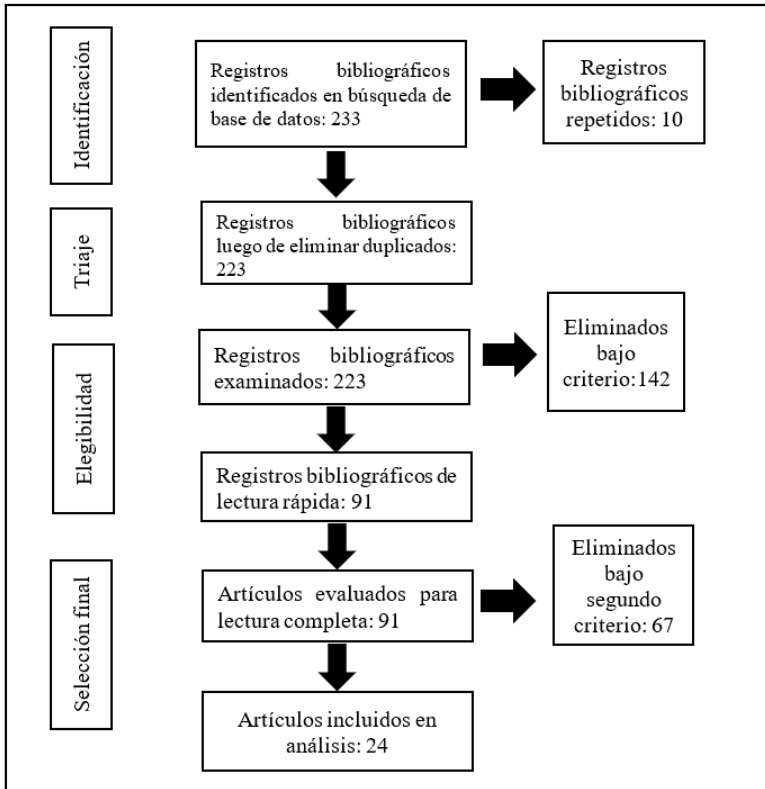 Identificación
Registros bibliográficos
identificados en búsqueda de
base de datos: 233
Registros
bibliográficos
repetidos: 10
Triaje
Registros bibliográficos
luego de eliminar duplicados:
223
Elegibilidad
Registros bibliográficos
examinados: 223
Eliminados
bajo
criterio:142
Registros bibliográficos de
lectura rápida: 91
Selección final
Artículos evaluados para
lectura completa: 91
Eliminados
bajo
segundo
criterio: 67
Artículos incluidos en
análisis: 24